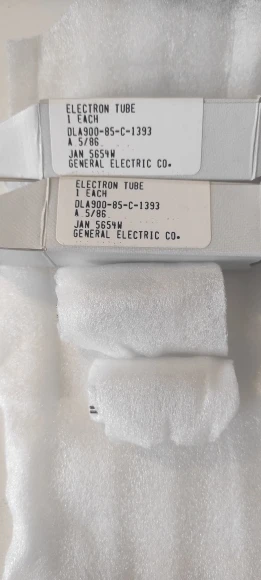 ELECTRON TUBE
1 EACH
DLA900-85-C-1393
A 5/86
JAN 5654W
GENERAL ELECTRIC CO.
ELECTRON TUBE
1 EACH
DLA900-85-C-1393
A 5/86
JAN 5654W
GENERAL ELECTRIC CO.